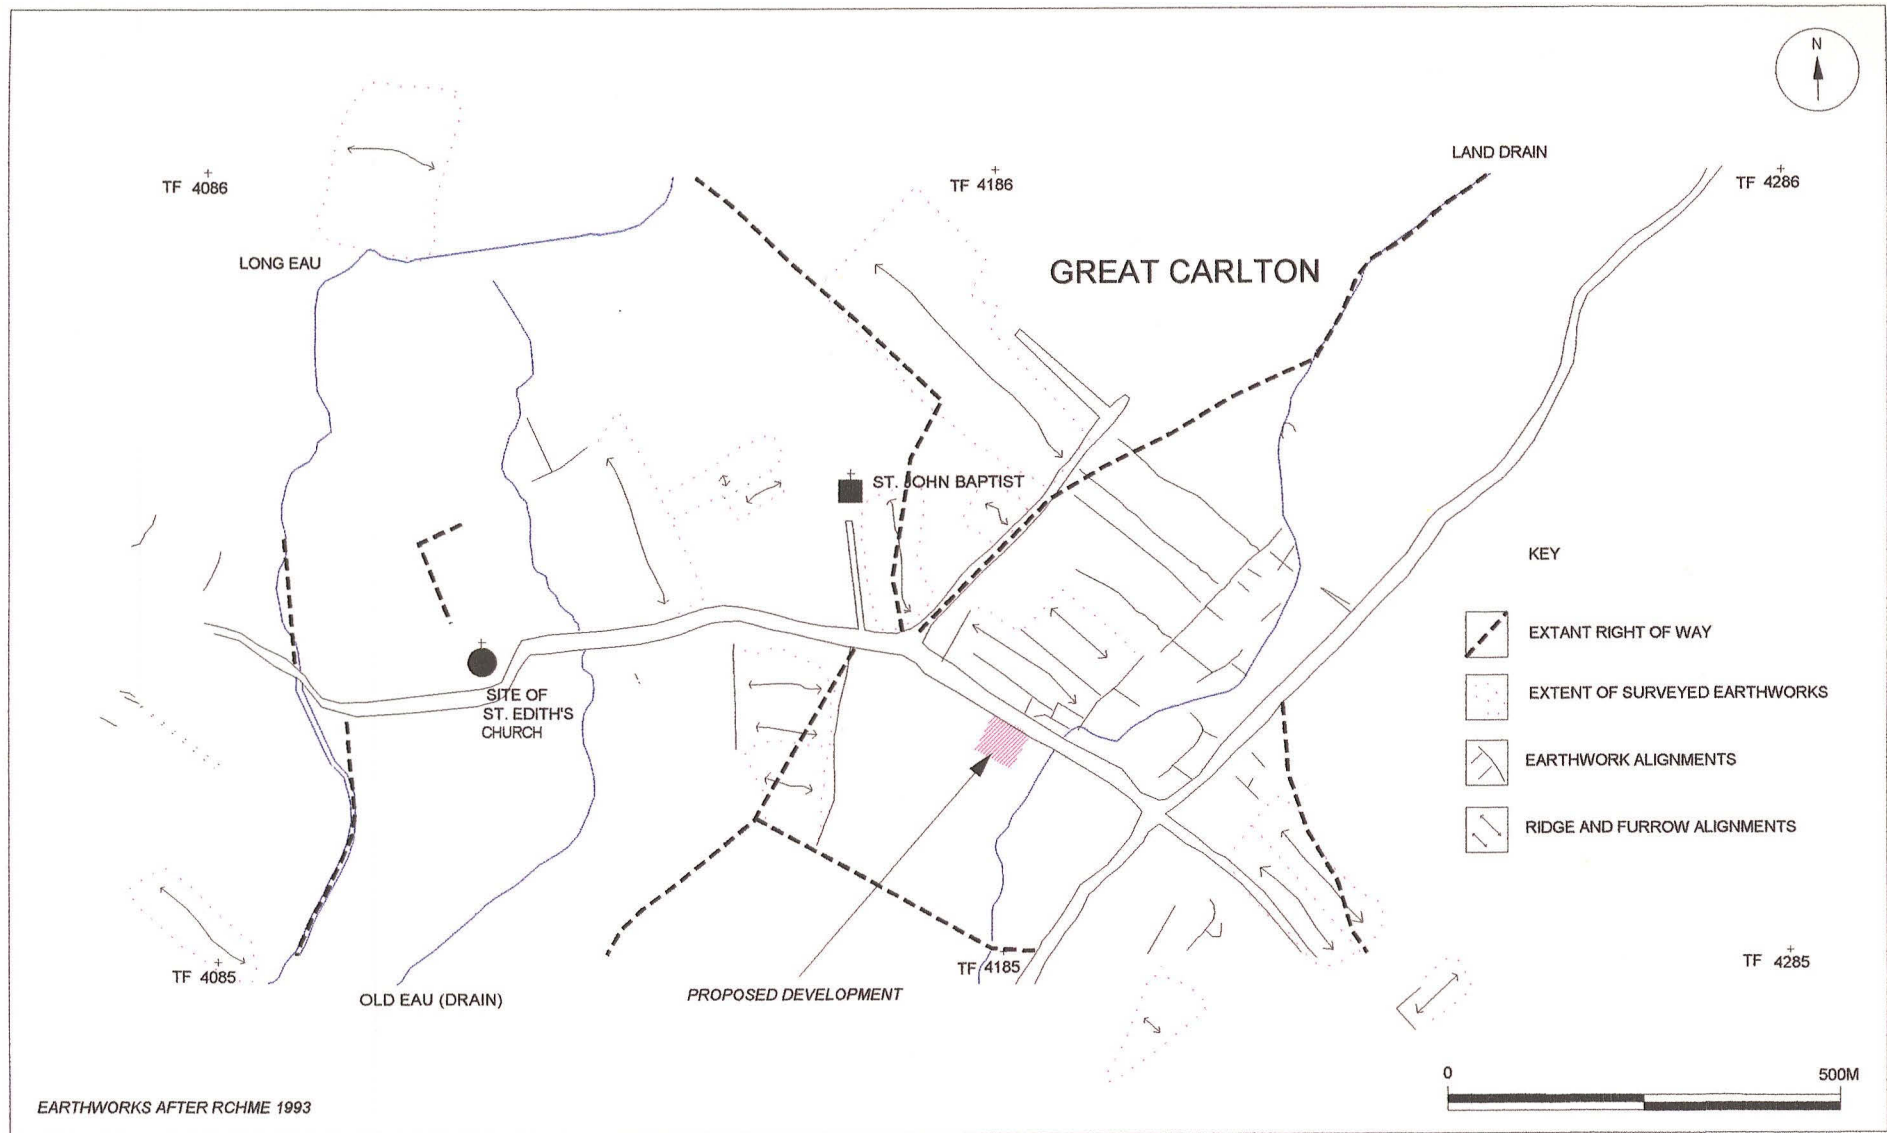 N
LAND DRAIN
TF 4086
TF 4186
TF 4286
LONG EAU
GREAT CARLTON
ST. JOHN BAPTIST
KEY
EXTANT RIGHT OF WAY
EXTENT OF SURVEYED EARTHWORKS
EARTHWORK ALIGNMENTS
RIDGE AND FURROW ALIGNMENTS
SITE OF
ST. EDITH'S
CHURCH
TF 4085
TF 4185
TF 4285
OLD EAU (DRAIN)
PROPOSED DEVELOPMENT
0
500M
EARTHWORKS AFTER RCHME 1993